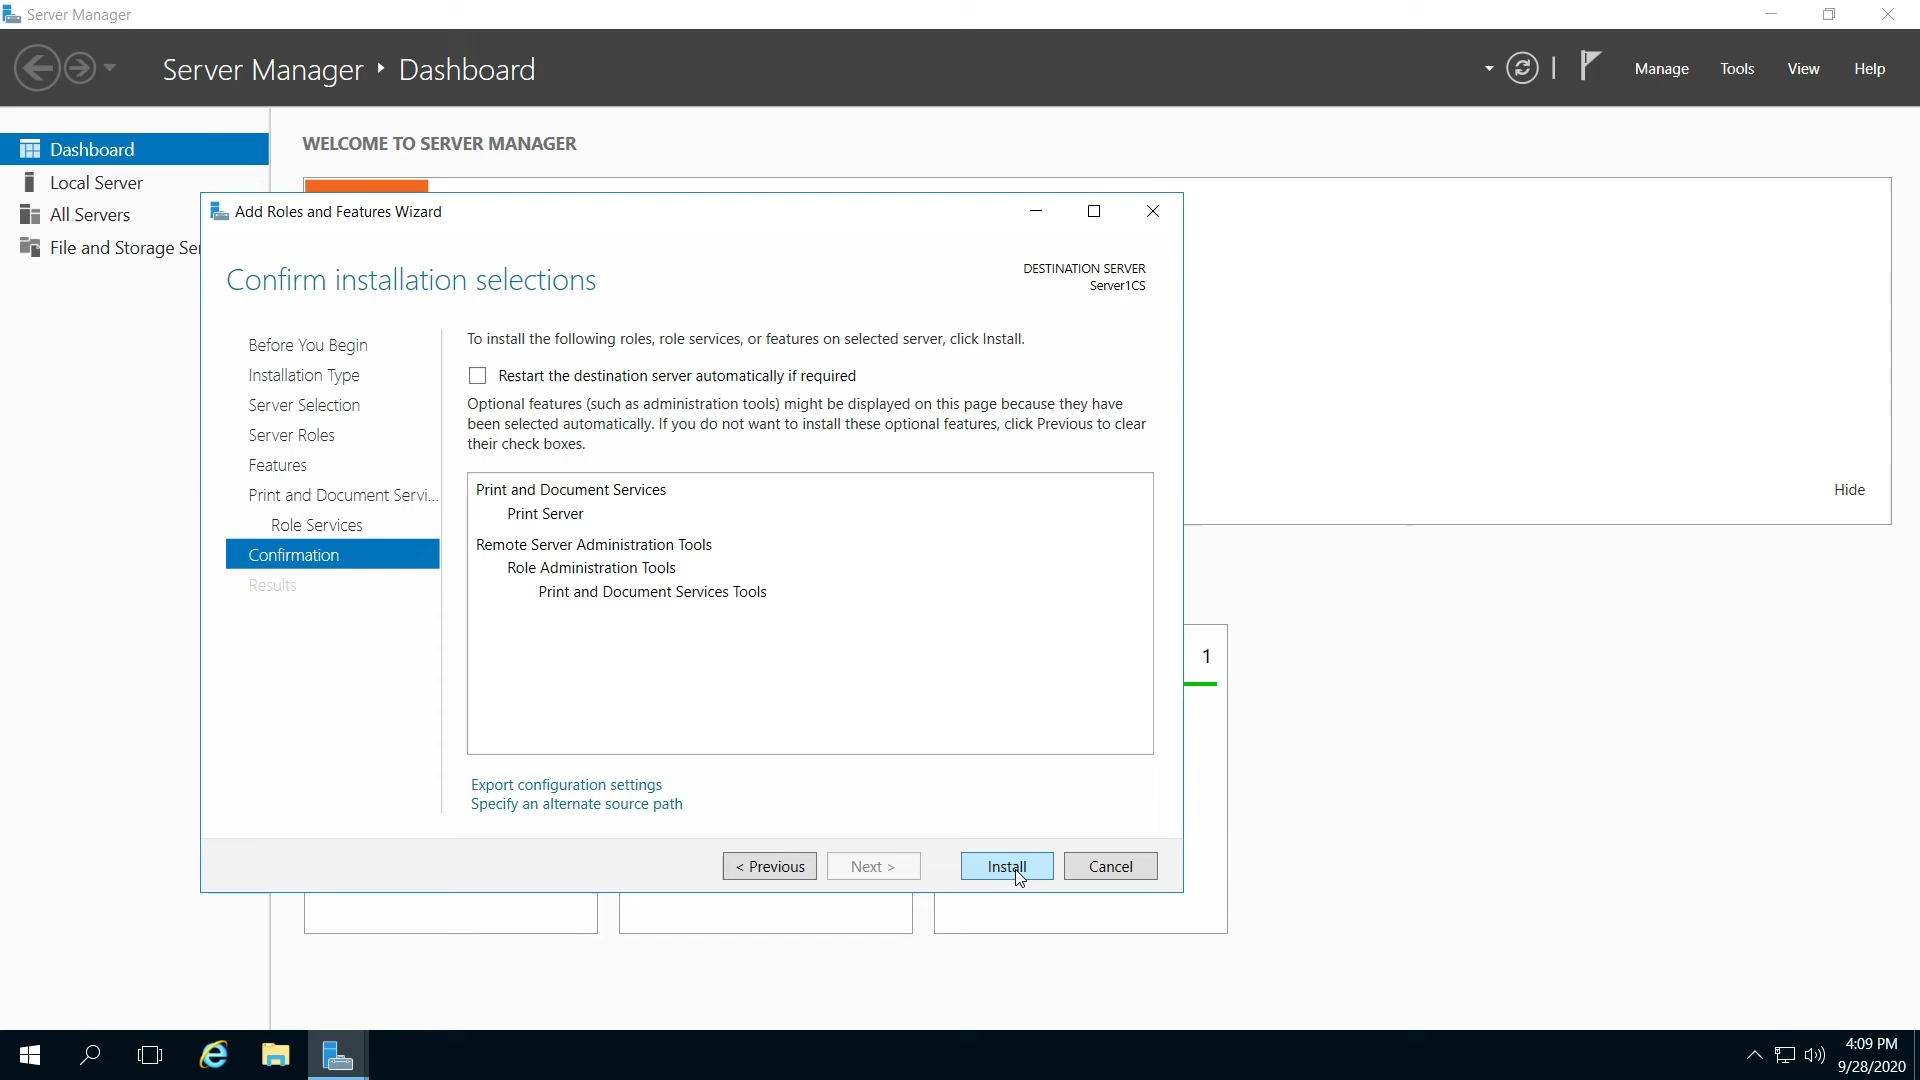 Server Manager
Server Manager ‣ Dashboard
Manage
Tools
View
Help
Dashboard
Local Server
All Servers
File and Storage Ser
WELCOME TO SERVER MANAGER
Add Roles and Features Wizard
Confirm installation selections
DESTINATION SERVER
Server1CS
Before You Begin
Installation Type
Server Selection
Server Roles
Features
Print and Document Servi...
Role Services
Confirmation
Results
To install the following roles, role services, or features on selected server, click Install.
Restart the destination server automatically if required
Optional features (such as administration tools) might be displayed on this page because they have
been selected automatically. If you do not want to install these optional features, click Previous to clear
their check boxes.
Print and Document Services
Print Server
Remote Server Administration Tools
Role Administration Tools
Print and Document Services Tools
Export configuration settings
Specify an alternate source path
< Previous
Next >
Install
Cancel
Hide
1
4:09 PM
9/28/2020